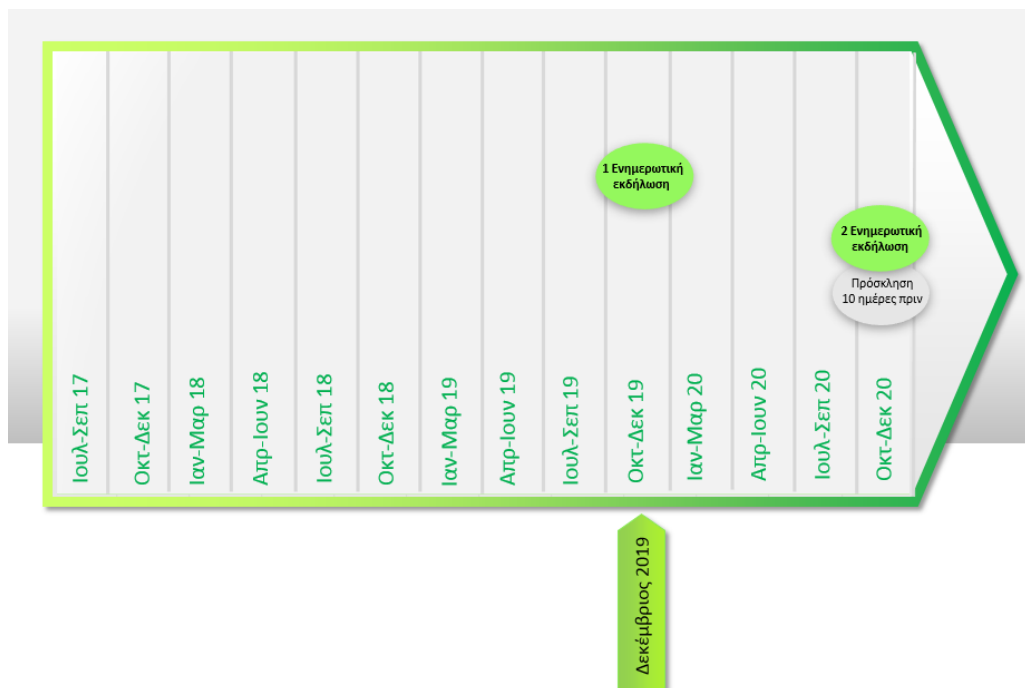 1 Ενημερωτική
εκδήλωση
2 Ενημερωτική
εκδήλωση
Πρόσκληση
10 ημέρες πριν
Ιουλ-Σεπ 17
Οκτ-Δεκ 17
Ιαν-Μαρ 18
Απρ-Ιουν 18
Ιουλ-Σεπ 18
Οκτ-Δεκ 18
Ιαν-Μαρ 19
Απρ-Ιουν 19
Ιουλ-Σεπ 19
Οκτ-Δεκ 19
Ιαν-Μαρ 20
Απρ-Ιουν 20
Ιουλ-Σεπ 20
Οκτ-Δεκ 20
Δεκέμβριος 2019